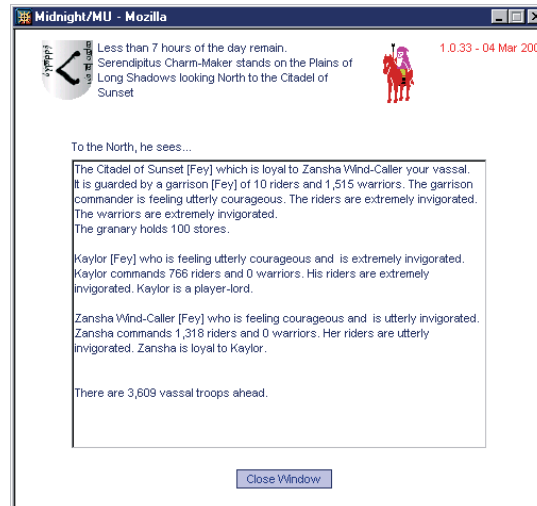 Midnight/MU - Mozilla
Less than 7 hours of the day remain.
Serendipitus Charm-Maker stands on the Plains of
Long Shadows looking North to the Citadel of
Sunset
1.0.33 - 04 Mar 200
To the North, he sees...
The Citadel of Sunset [Fey] which is loyal to Zansha Wind-Caller your vassal.
It is guarded by a garrison [Fey] of 10 riders and 1,515 warriors. The garrison
commander is feeling utterly courageous. The riders are extremely invigorated.
The warriors are extremely invigorated.
The granary holds 100 stores.
Kaylor [Fey] who is feeling utterly courageous and  is extremely invigorated.
Kaylor commands 766 riders and 0 warriors. His riders are extremely
invigorated. Kaylor is a player-lord.
Zansha Wind-Caller [Fey] who is feeling courageous and  is utterly invigorated.
Zansha commands 1,318 riders and 0 warriors. Her riders are utterly
invigorated. Zansha is loyal to Kaylor.
There are 3,609 vassal troops ahead.
Close Window